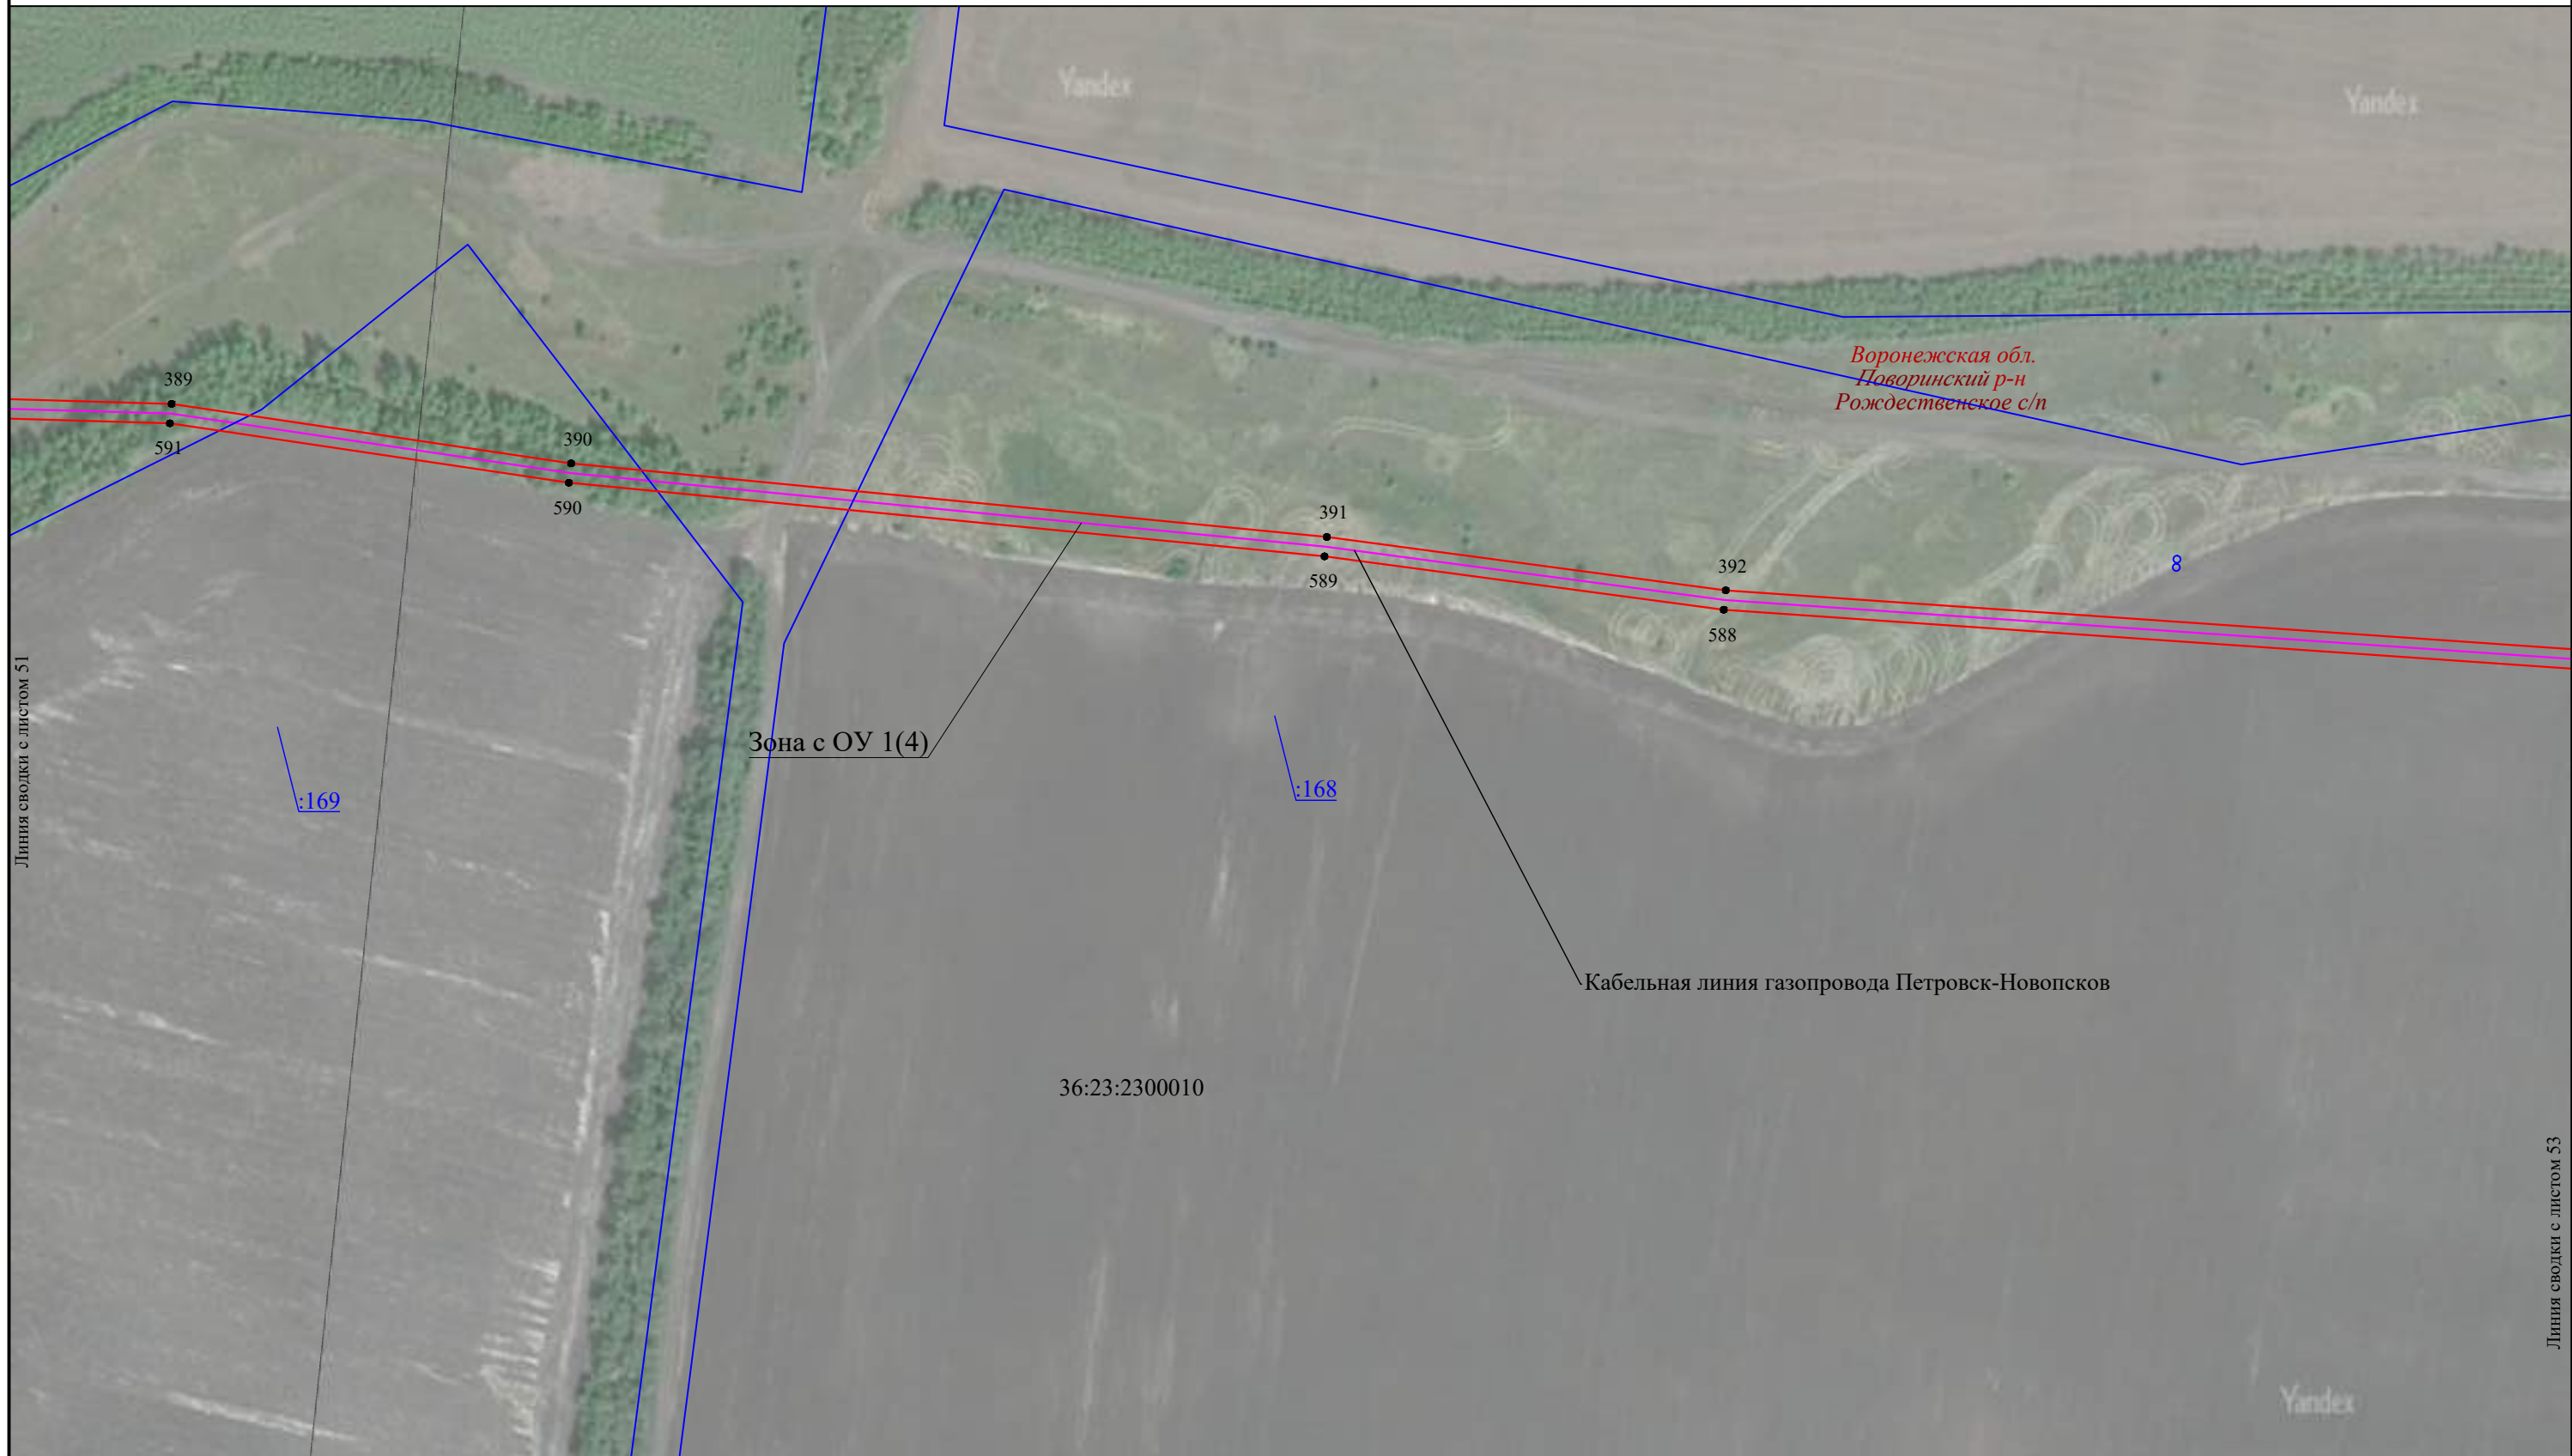 Yandex
Yandex
Воронежская обл.
Поворинский р-н
Рождественское с/п
389
591
390
590
391
589
392
588
8
Линия сводки с листом 51
Зона с ОУ 1(4)
:169
:168
Кабельная линия газопровода Петровск-Новопсков
36:23:2300010
Линия сводки с листом 53
Yandex